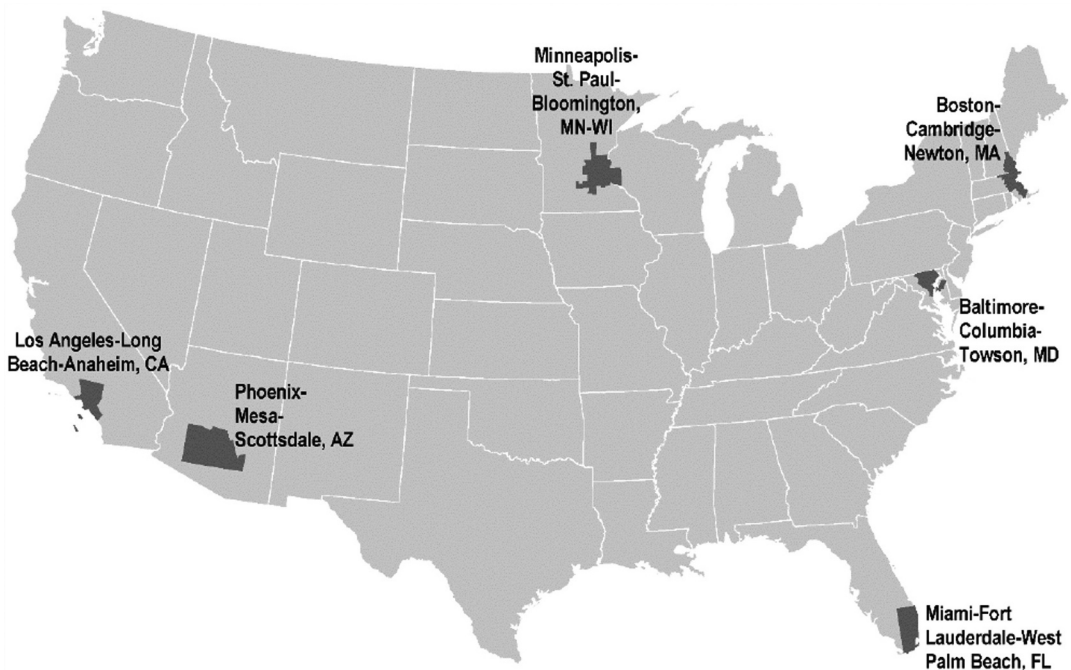 Minneapolis-
St. Paul-
Bloomington,
MN-WI
Boston-
Cambridge-
Newton, MA
Baltimore-
Columbia-
Towson, MD
Los Angeles-Long
Beach-Anaheim, CA
Phoenix-
Mesa-
Scottsdale, AZ
Miami-Fort
Lauderdale-West
Palm Beach, FL